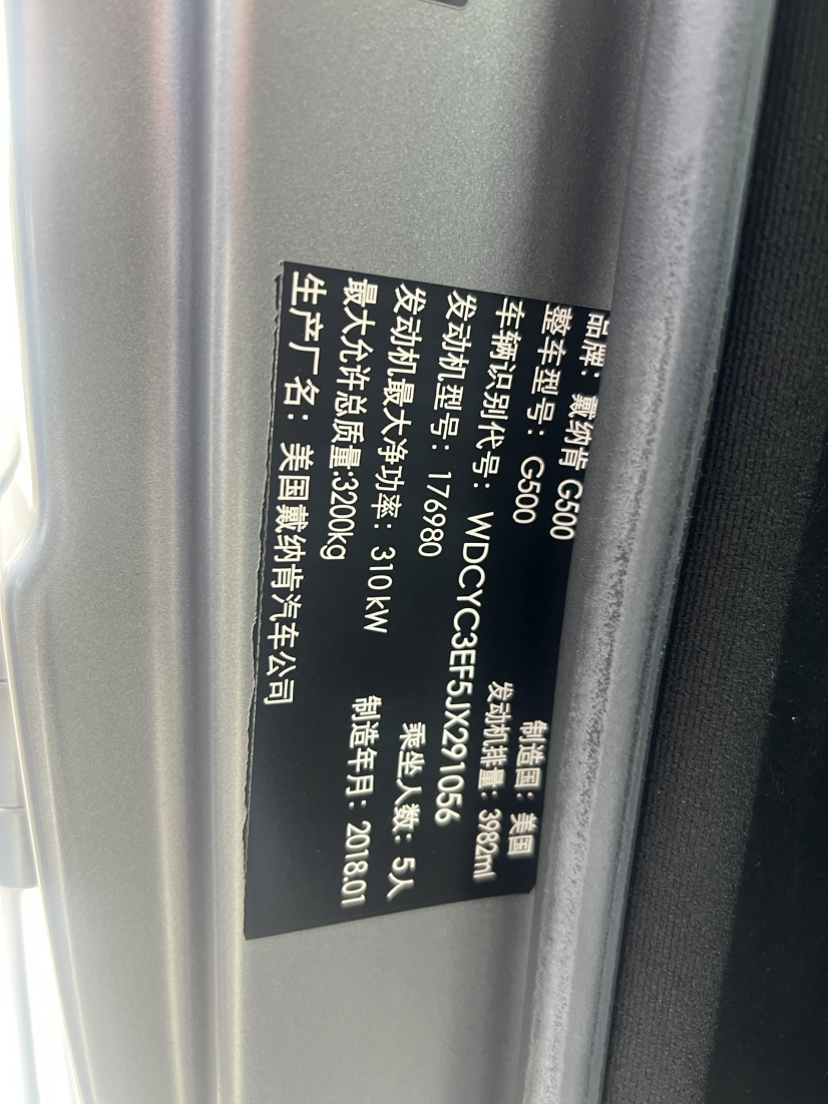 品牌：戴纳肯 G500
整车型号：G500 制造国：美国
车辆识别代号：WDCYC3EF5JX291056
发动机型号：176980 发动机排量：3982ml
发动机最大净功率：310kW 乘坐人数：5人
最大允许总质量:3200kg 制造年月：2018.01
生产厂名：美国戴纳肯汽车公司